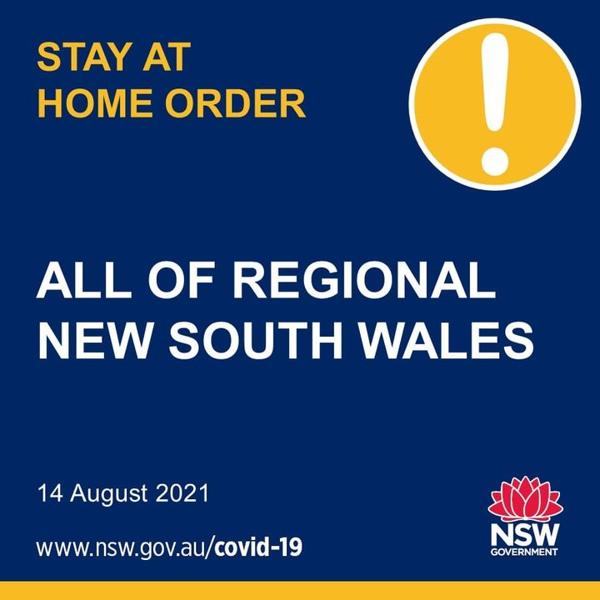 STAY AT
HOME ORDER
!
ALL OF REGIONAL
NEW SOUTH WALES
14 August 2021
www.nsw.gov.au/covid-19
NSW
GOVERNMENT